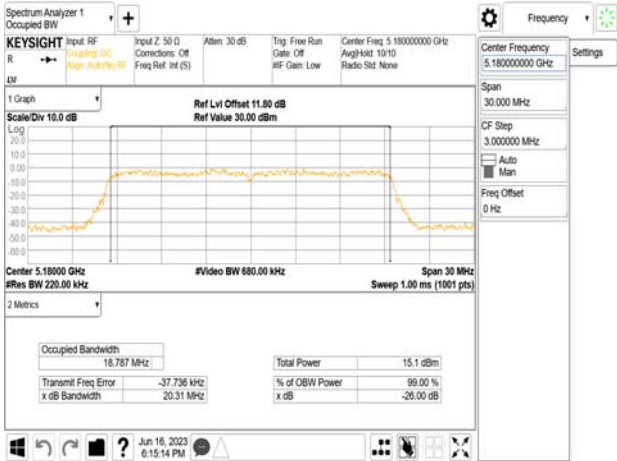 Spectrum Analyzer 1
Occupied BW
KEYSIGHT
R
Input: RF
Coupling: DC
Align: Auto/No RF
Input Z: 50 Ω
Corrections: Off
Freq Ref: Int (S)
Atten: 30 dB
Trig: Free Run
Gate: Off
#IF Gain: Low
Center Freq: 5.180000000 GHz
Avg|Hold: 10/10
Radio Std: None
1 Graph
Scale/Div 10.0 dB
Ref Lvl Offset 11.80 dB
Ref Value 30.00 dBm
Log
20.0
10.0
0.00
-10.0
-20.0
-30.0
-40.0
-50.0
-60.0
Center 5.18000 GHz
#Res BW 220.00 kHz
#Video BW 680.00 kHz
Span 30 MHz
Sweep 1.00 ms (1001 pts)
2 Metrics
Occupied Bandwidth
18.787 MHz
Transmit Freq Error -37.736 kHz
x dB Bandwidth 20.31 MHz
Total Power 15.1 dBm
% of OBW Power 99.00 %
x dB -26.00 dB
?
Jun 16, 2023
6:15:14 PM
Frequency
Center Frequency
5.180000000 GHz
Span
30.000 MHz
CF Step
3.000000 MHz
Auto
Man
Freq Offset
0 Hz
Settings